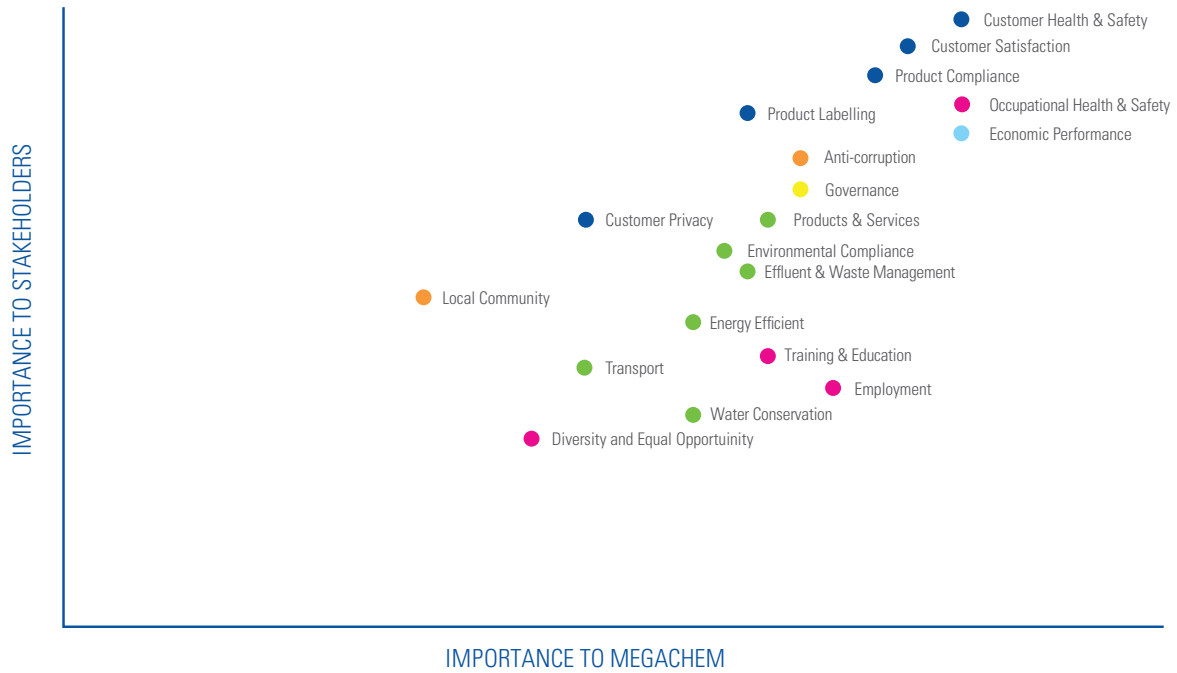 Customer Health & Safety
Customer Satisfaction
Product Compliance
Occupational Health & Safety
Product Labelling
Economic Performance
Anti-corruption
Governance
Customer Privacy
Products & Services
Environmental Compliance
Effluent & Waste Management
Local Community
Energy Efficient
Training & Education
Transport
Employment
Water Conservation
Diversity and Equal Opportuinity
IMPORTANCE TO STAKEHOLDERS
IMPORTANCE TO MEGACHEM